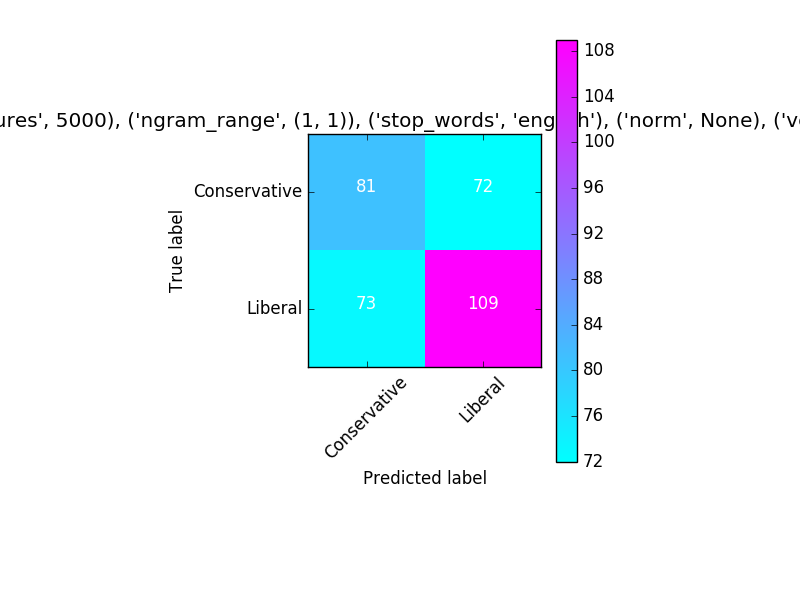 ures', 5000), ('ngram_range', (1, 1)), ('stop_words', 'english'), ('norm', None), ('ve
108
104
100
96
92
88
84
80
76
72
Conservative
Liberal
True label
81 72
73 109
Conservative
Liberal
Predicted label